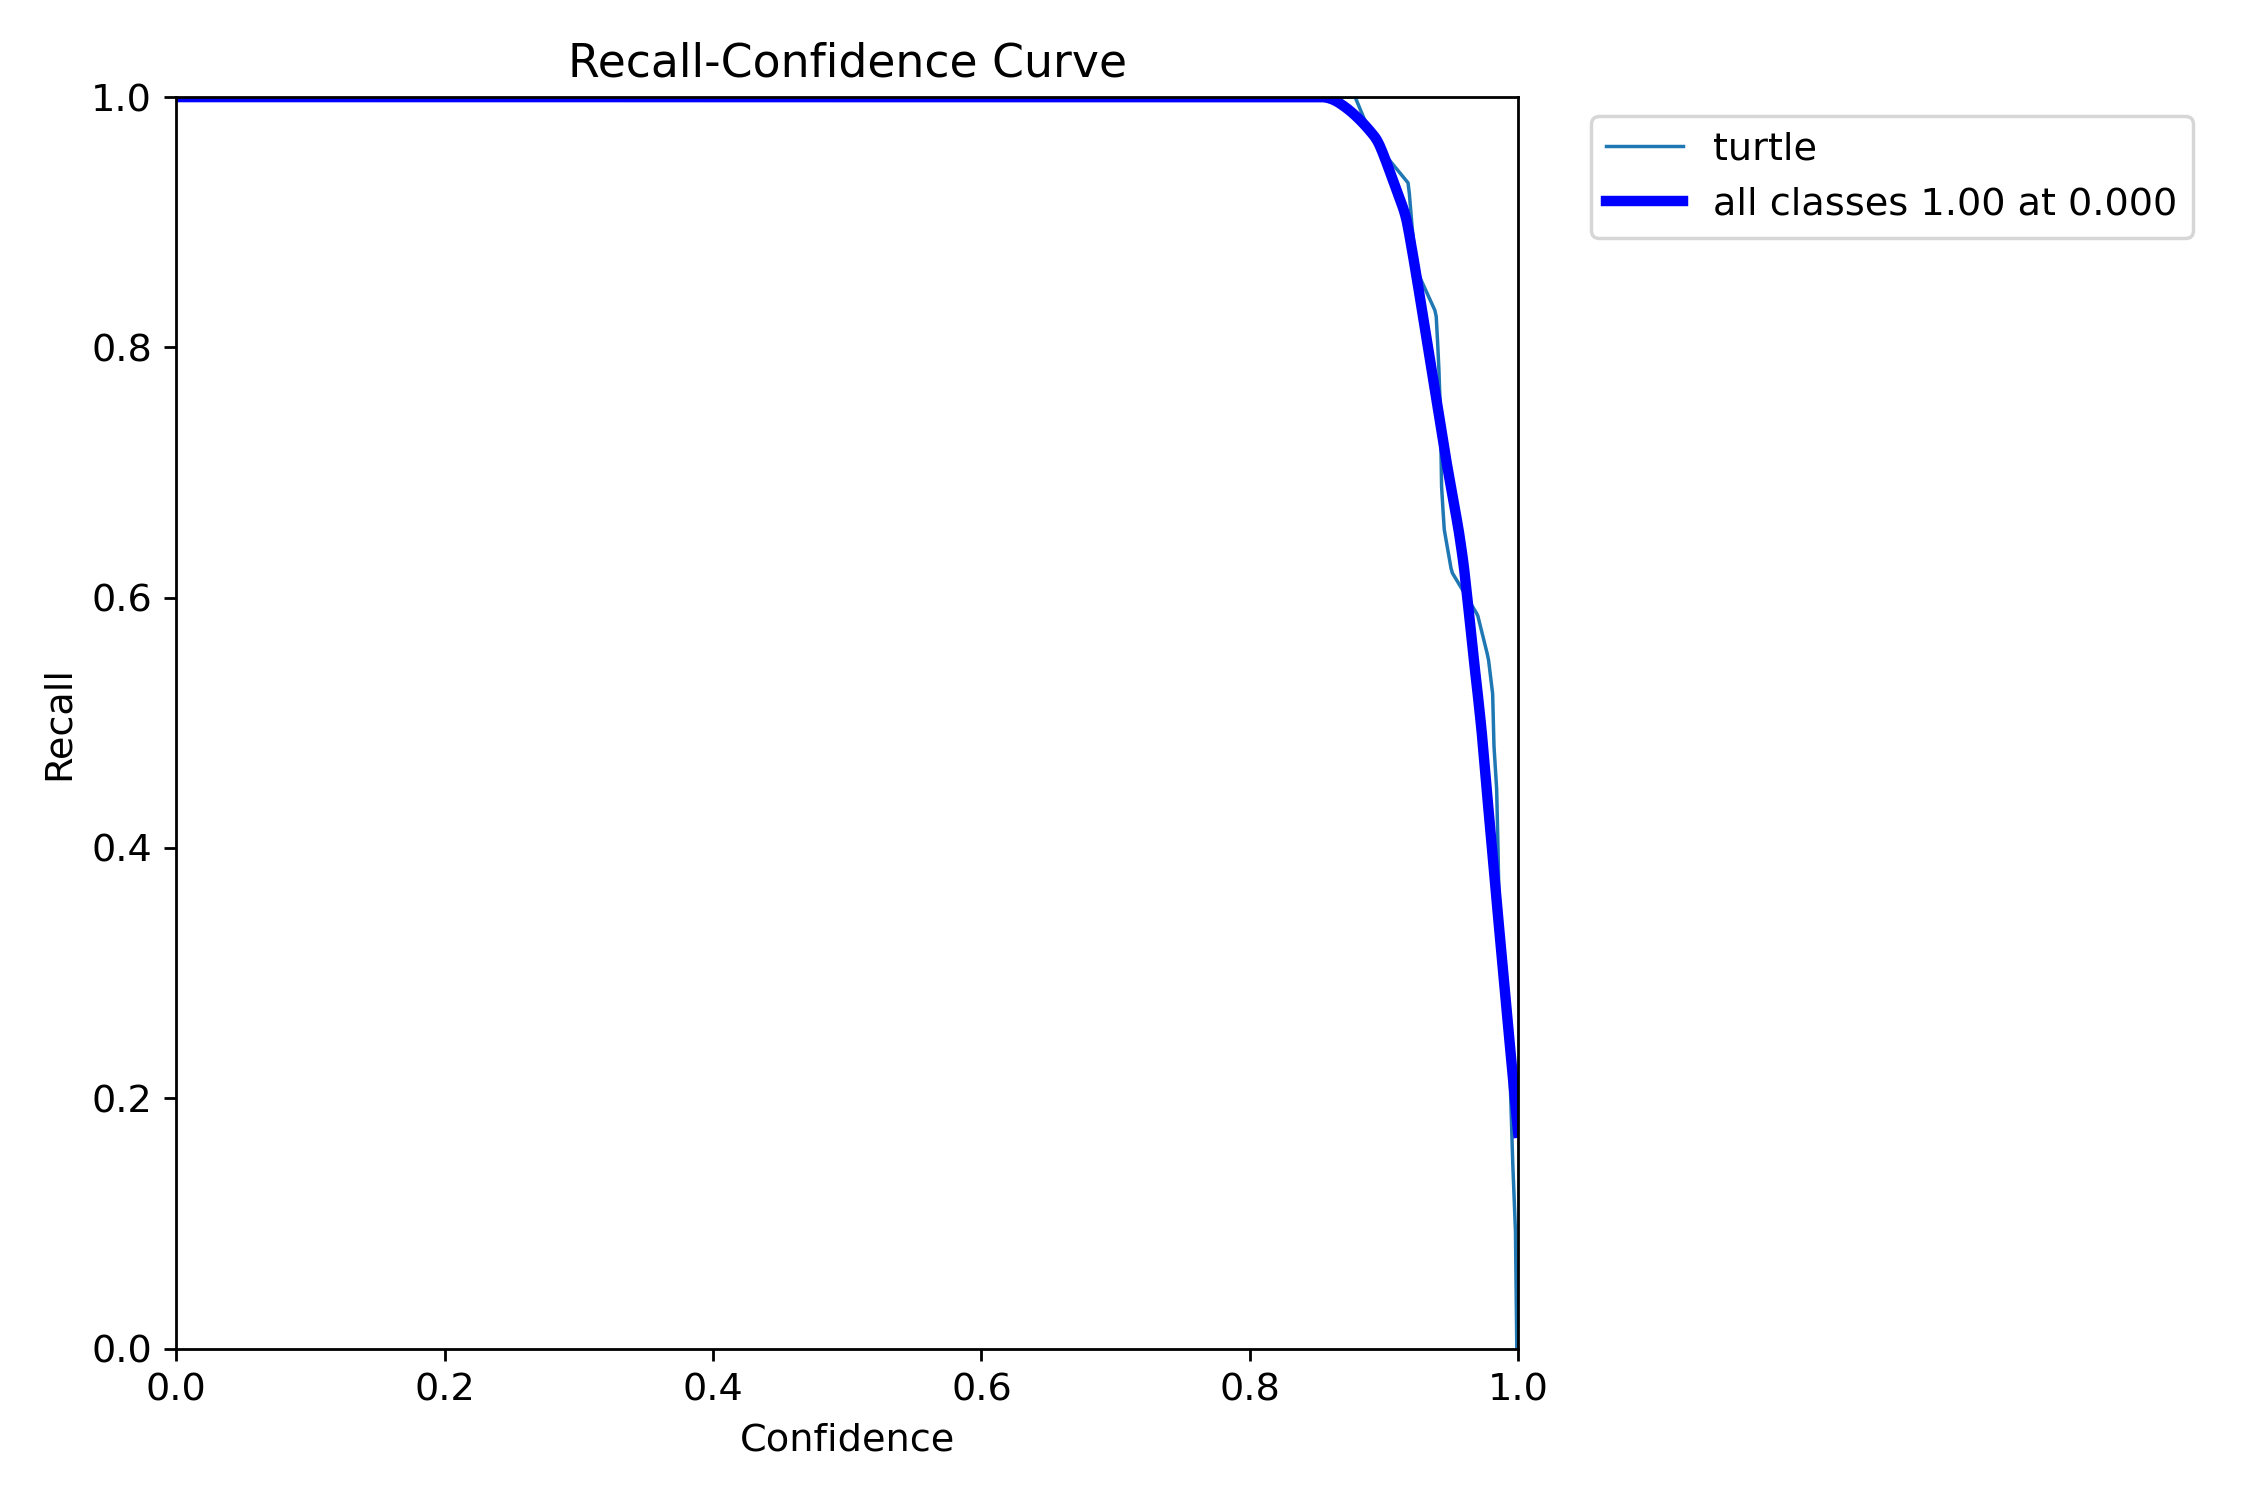 Recall-Confidence Curve
turtle
all classes 1.00 at 0.000
1.0
0.8
0.6
0.4
0.2
0.0
Recall
0.0 0.2 0.4 0.6 0.8 1.0
Confidence